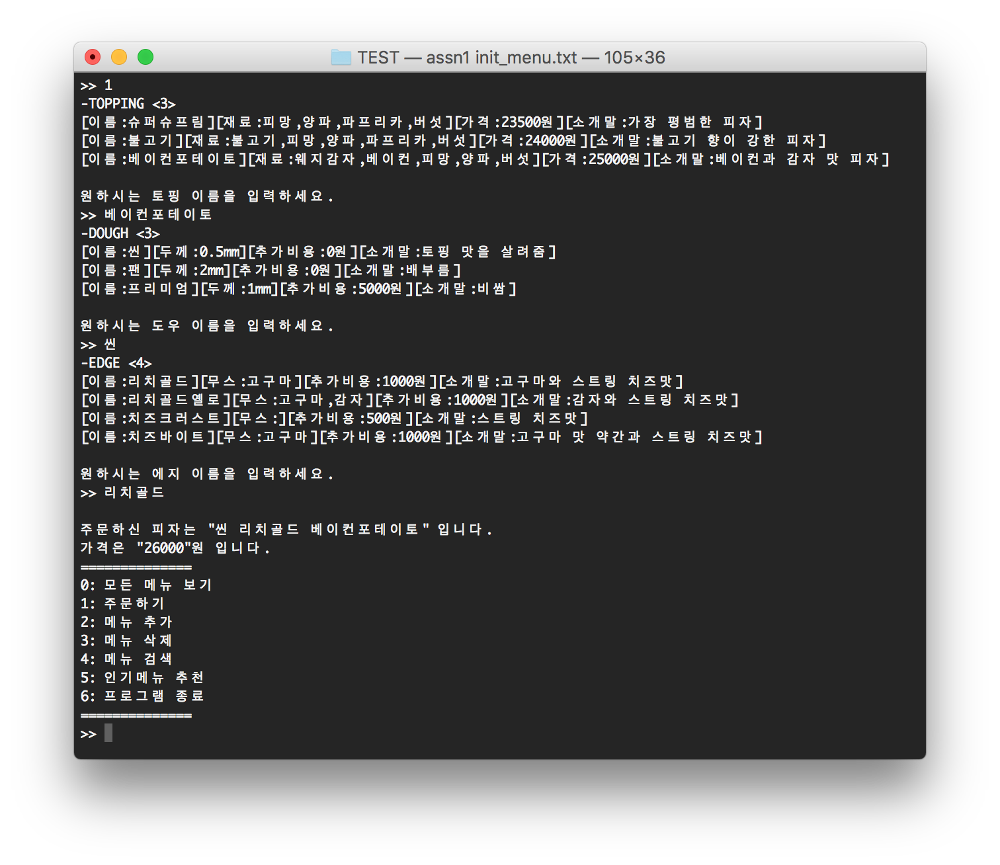 TEST — assn1 init_menu.txt — 105×36
>> 1
-TOPPING <3>
[이름:슈퍼슈프림][재료:피망,양파,파프리카,버섯][가격:23500원][소개말:가장 평범한 피자]
[이름:불고기][재료:불고기,피망,양파,파프리카,버섯][가격:24000원][소개말:불고기 향이 강한 피자]
[이름:베이컨포테이토][재료:웨지감자,베이컨,피망,양파,버섯][가격:25000원][소개말:베이컨과 감자 맛 피자]
원하시는 토핑 이름을 입력하세요.
>> 베이컨포테이토
-DOUGH <3>
[이름:씬][두께:0.5mm][추가비용:0원][소개말:토핑 맛을 살려줌]
[이름:팬][두께:2mm][추가비용:0원][소개말:배부름]
[이름:프리미엄][두께:1mm][추가비용:5000원][소개말:비쌈]
원하시는 도우 이름을 입력하세요.
>> 씬
-EDGE <4>
[이름:리치골드][무스:고구마][추가비용:1000원][소개말:고구마와 스트링 치즈맛]
[이름:리치골드옐로][무스:고구마,감자][추가비용:1000원][소개말:감자와 스트링 치즈맛]
[이름:치즈크러스트][무스:][추가비용:500원][소개말:스트링 치즈맛]
[이름:치즈바이트][무스:고구마][추가비용:1000원][소개말:고구마 맛 약간과 스트링 치즈맛]
원하시는 에지 이름을 입력하세요.
>> 리치골드
주문하신 피자는 "씬 리치골드 베이컨포테이토" 입니다.
가격은 "26000"원 입니다.
==============
0: 모든 메뉴 보기
1: 주문하기
2: 메뉴 추가
3: 메뉴 삭제
4: 메뉴 검색
5: 인기메뉴 추천
6: 프로그램 종료
==============
>>